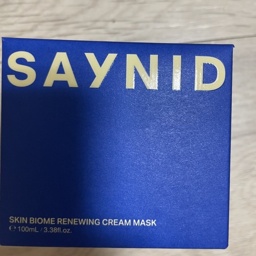 SAYNID
SKIN BIOME RENEWING CREAM MASK
℮ 100mL · 3.38fl.oz.